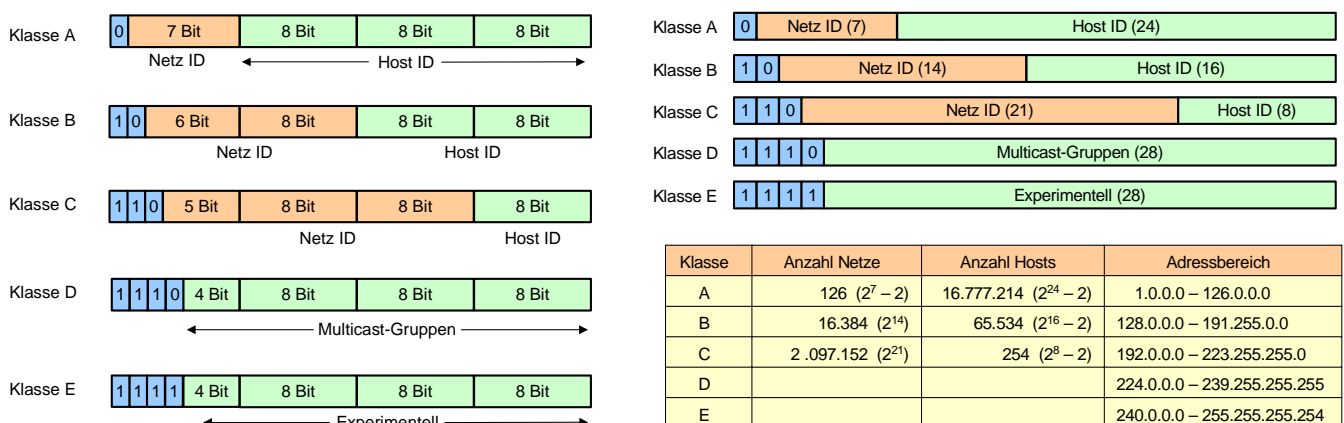 Klasse A 0 7 Bit 8 Bit 8 Bit 8 Bit
Netz ID Host ID
Klasse B 1 0 6 Bit 8 Bit 8 Bit 8 Bit
Netz ID Host ID
Klasse C 1 1 0 5 Bit 8 Bit 8 Bit 8 Bit
Netz ID Host ID
Klasse D 1 1 1 0 4 Bit 8 Bit 8 Bit 8 Bit
Multicast-Gruppen
Klasse E 1 1 1 1 4 Bit 8 Bit 8 Bit 8 Bit
Experimentell
Klasse A 0 Netz ID (7) Host ID (24)
Klasse B 1 0 Netz ID (14) Host ID (16)
Klasse C 1 1 0 Netz ID (21) Host ID (8)
Klasse D 1 1 1 0 Multicast-Gruppen (28)
Klasse E 1 1 1 1 Experimentell (28)
Klasse Anzahl Netze Anzahl Hosts Adressbereich
A 126 (2⁷ – 2) 16.777.214 (2²⁴ – 2) 1.0.0.0 – 126.0.0.0
B 16.384 (2¹⁴) 65.534 (2¹⁶ – 2) 128.0.0.0 – 191.255.0.0
C 2 .097.152 (2²¹) 254 (2⁸ – 2) 192.0.0.0 – 223.255.255.0
D 224.0.0.0 – 239.255.255.255
E 240.0.0.0 – 255.255.255.254